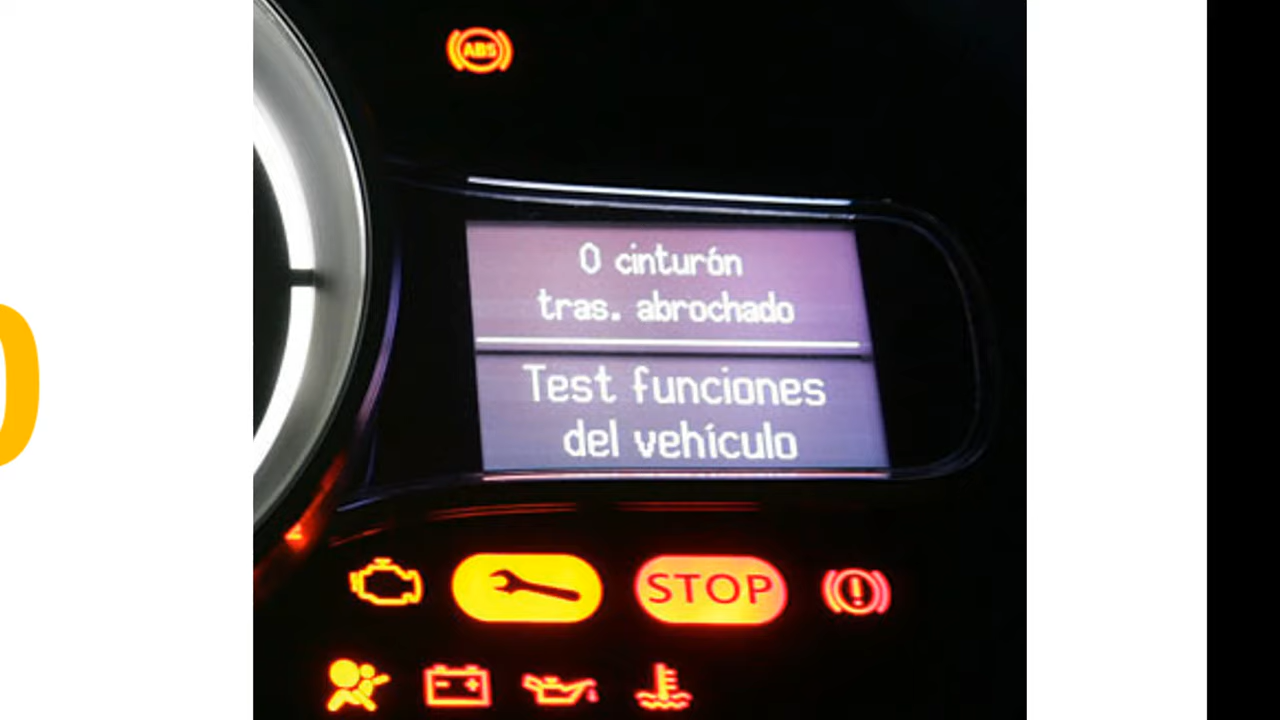 ABS
0 cinturón
tras. abrochado
Test funciones
del vehículo
STOP